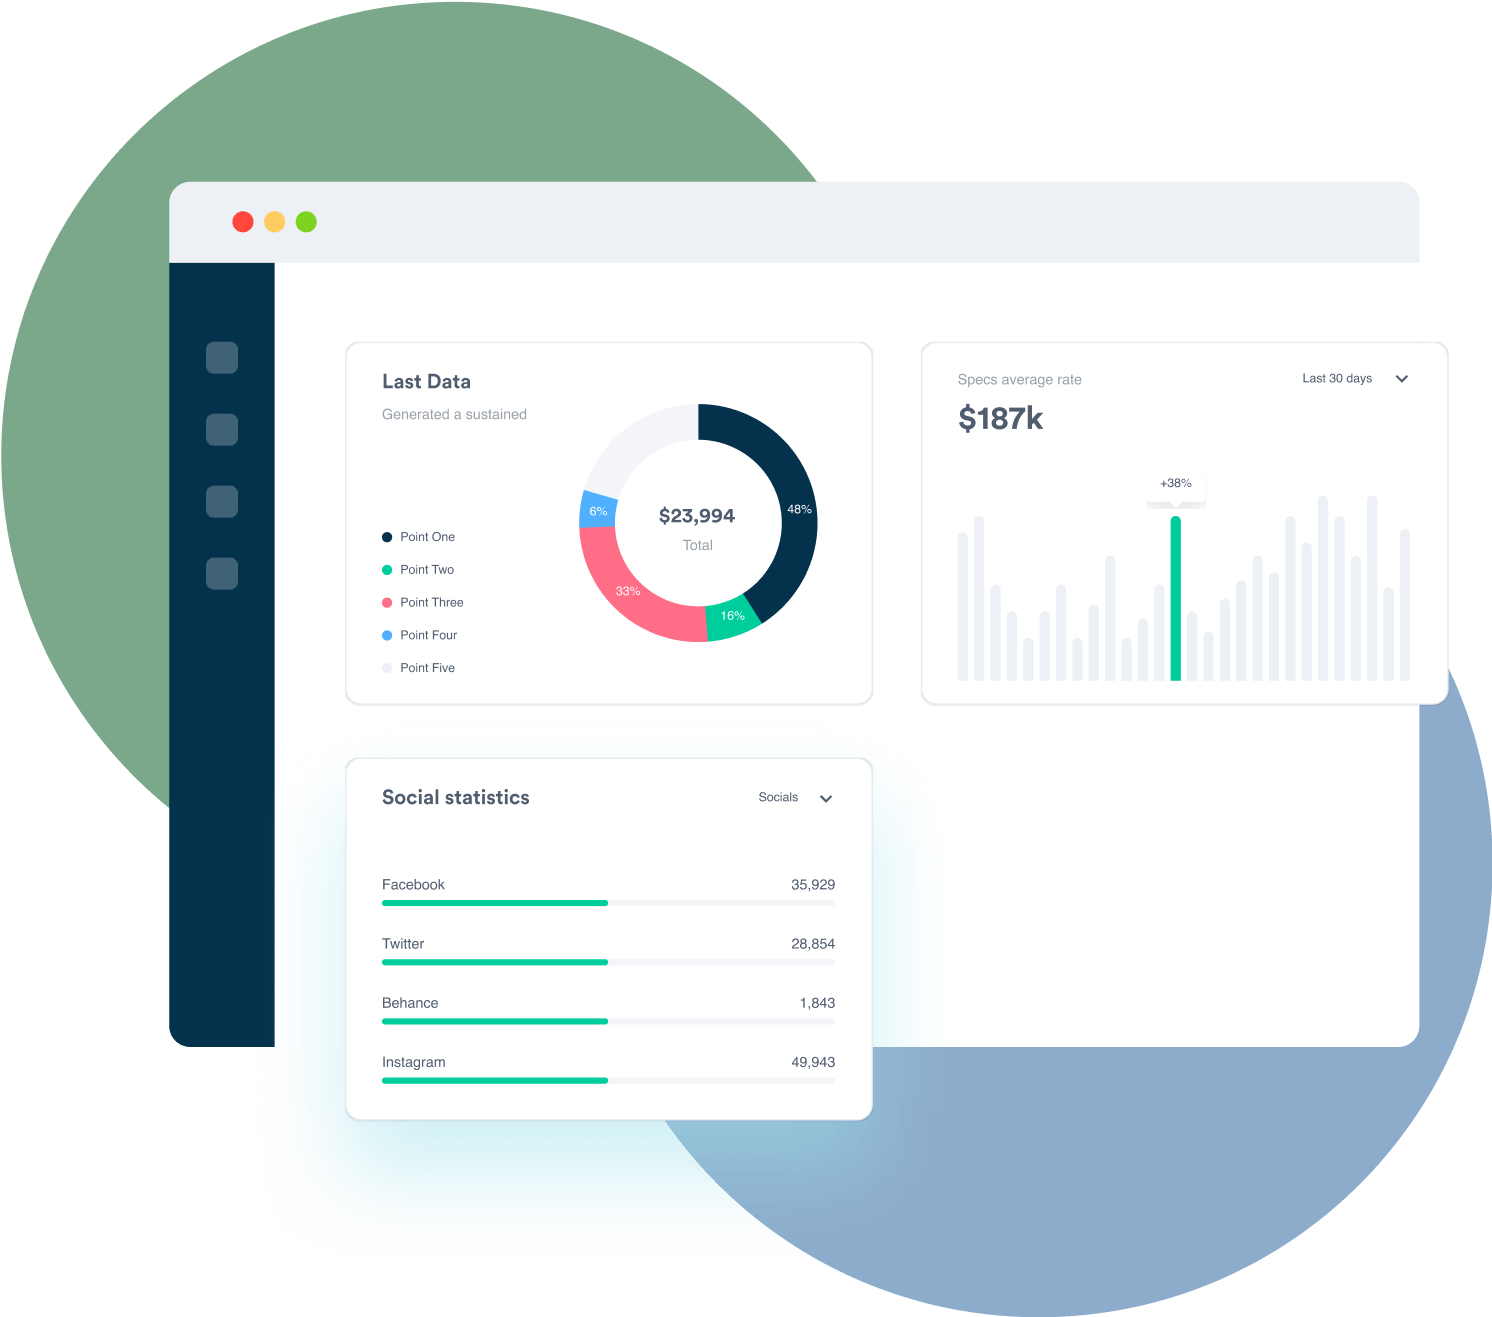 Last Data
Generated a sustained
Point One
Point Two
Point Three
Point Four
Point Five
48%
16%
33%
6%
$23,994
Total
Specs average rate
Last 30 days
$187k
+38%
Social statistics
Socials
Facebook
35,929
Twitter
28,854
Behance
1,843
Instagram
49,943